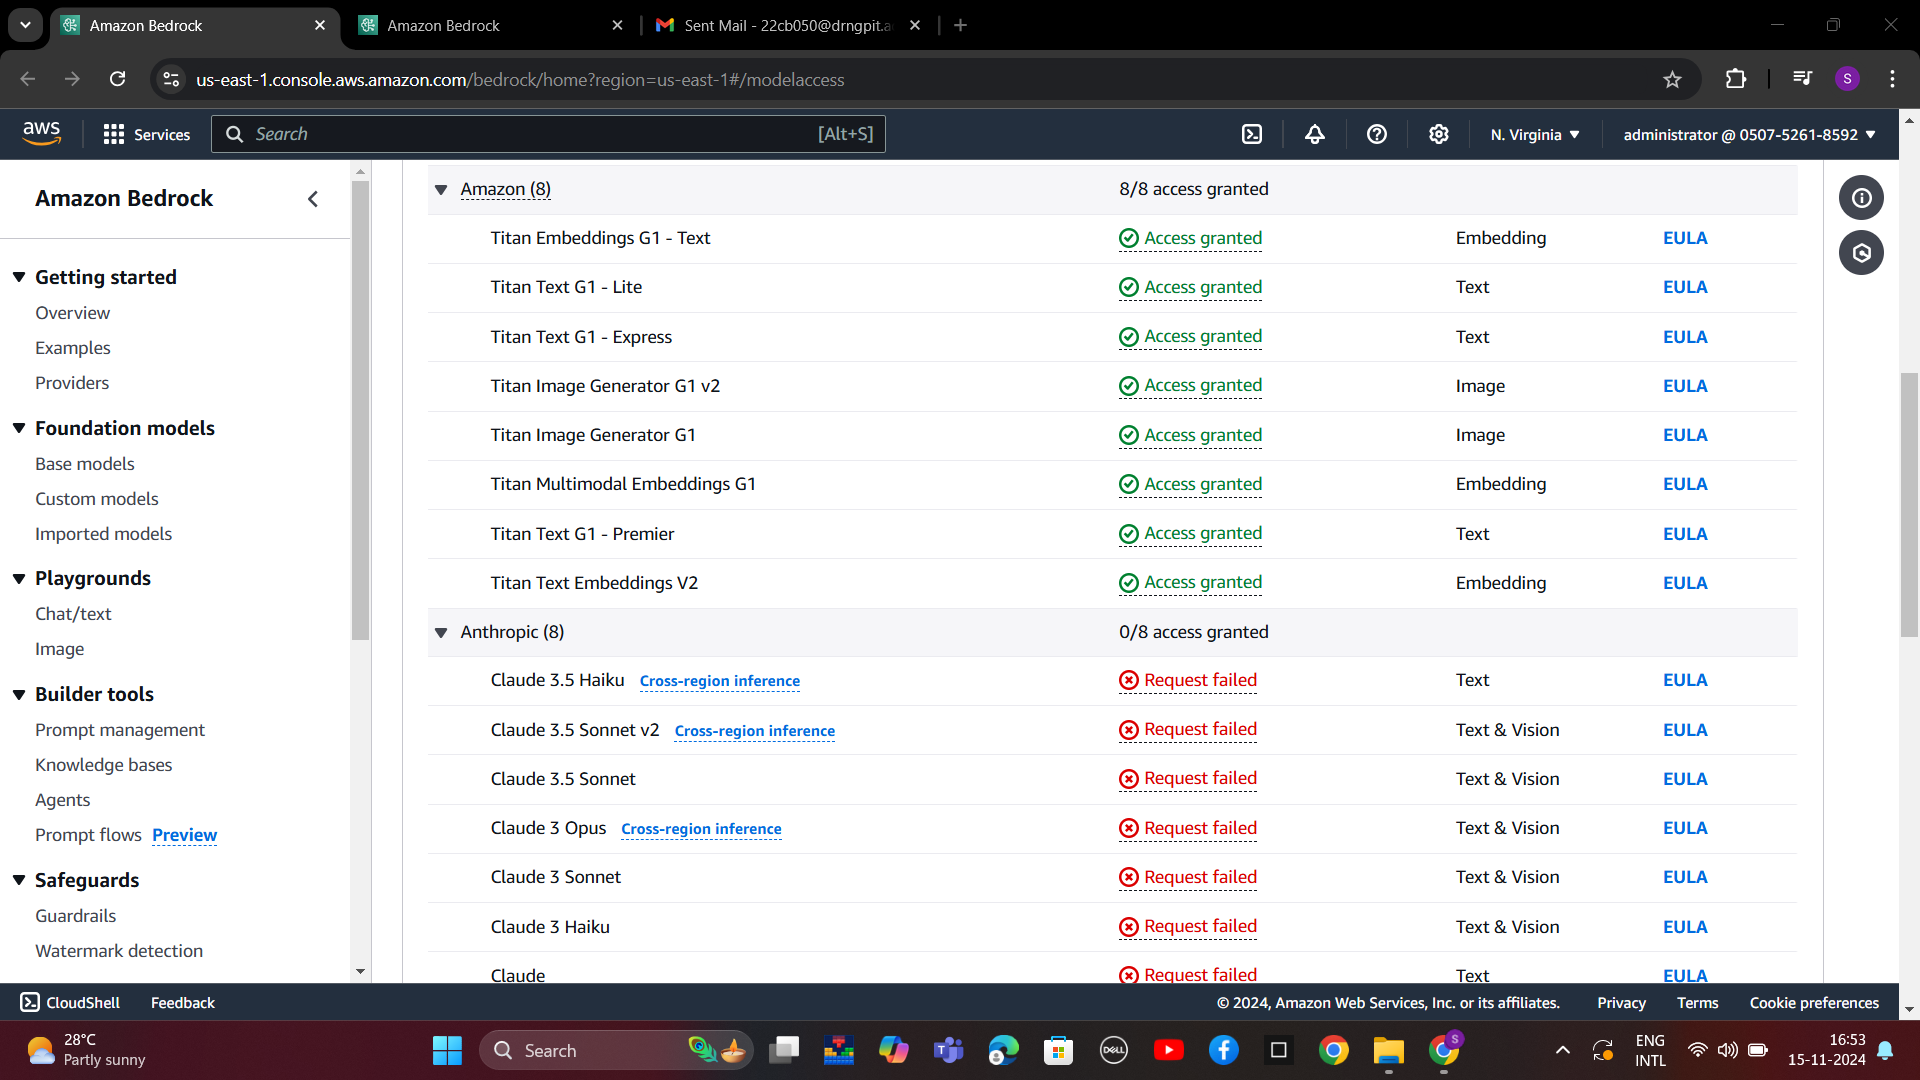 Amazon Bedrock
Amazon Bedrock
Sent Mail - 22cb050@drngpit.a
us-east-1.console.aws.amazon.com/bedrock/home?region=us-east-1#/modelaccess
S
aws
Services
Search
[Alt+S]
N. Virginia
administrator @ 0507-5261-8592
Amazon Bedrock
Getting started
Overview
Examples
Providers
Foundation models
Base models
Custom models
Imported models
Playgrounds
Chat/text
Image
Builder tools
Prompt management
Knowledge bases
Agents
Prompt flows Preview
Safeguards
Guardrails
Watermark detection
Amazon (8) 8/8 access granted
Titan Embeddings G1 - Text Access granted Embedding EULA
Titan Text G1 - Lite Access granted Text EULA
Titan Text G1 - Express Access granted Text EULA
Titan Image Generator G1 v2 Access granted Image EULA
Titan Image Generator G1 Access granted Image EULA
Titan Multimodal Embeddings G1 Access granted Embedding EULA
Titan Text G1 - Premier Access granted Text EULA
Titan Text Embeddings V2 Access granted Embedding EULA
Anthropic (8) 0/8 access granted
Claude 3.5 Haiku Cross-region inference Request failed Text EULA
Claude 3.5 Sonnet v2 Cross-region inference Request failed Text & Vision EULA
Claude 3.5 Sonnet Request failed Text & Vision EULA
Claude 3 Opus Cross-region inference Request failed Text & Vision EULA
Claude 3 Sonnet Request failed Text & Vision EULA
Claude 3 Haiku Request failed Text & Vision EULA
Claude Request failed Text EULA
CloudShell Feedback
© 2024, Amazon Web Services, Inc. or its affiliates. Privacy Terms Cookie preferences
28°C
Partly sunny
Search
DELL
S
ENG
INTL
16:53
15-11-2024